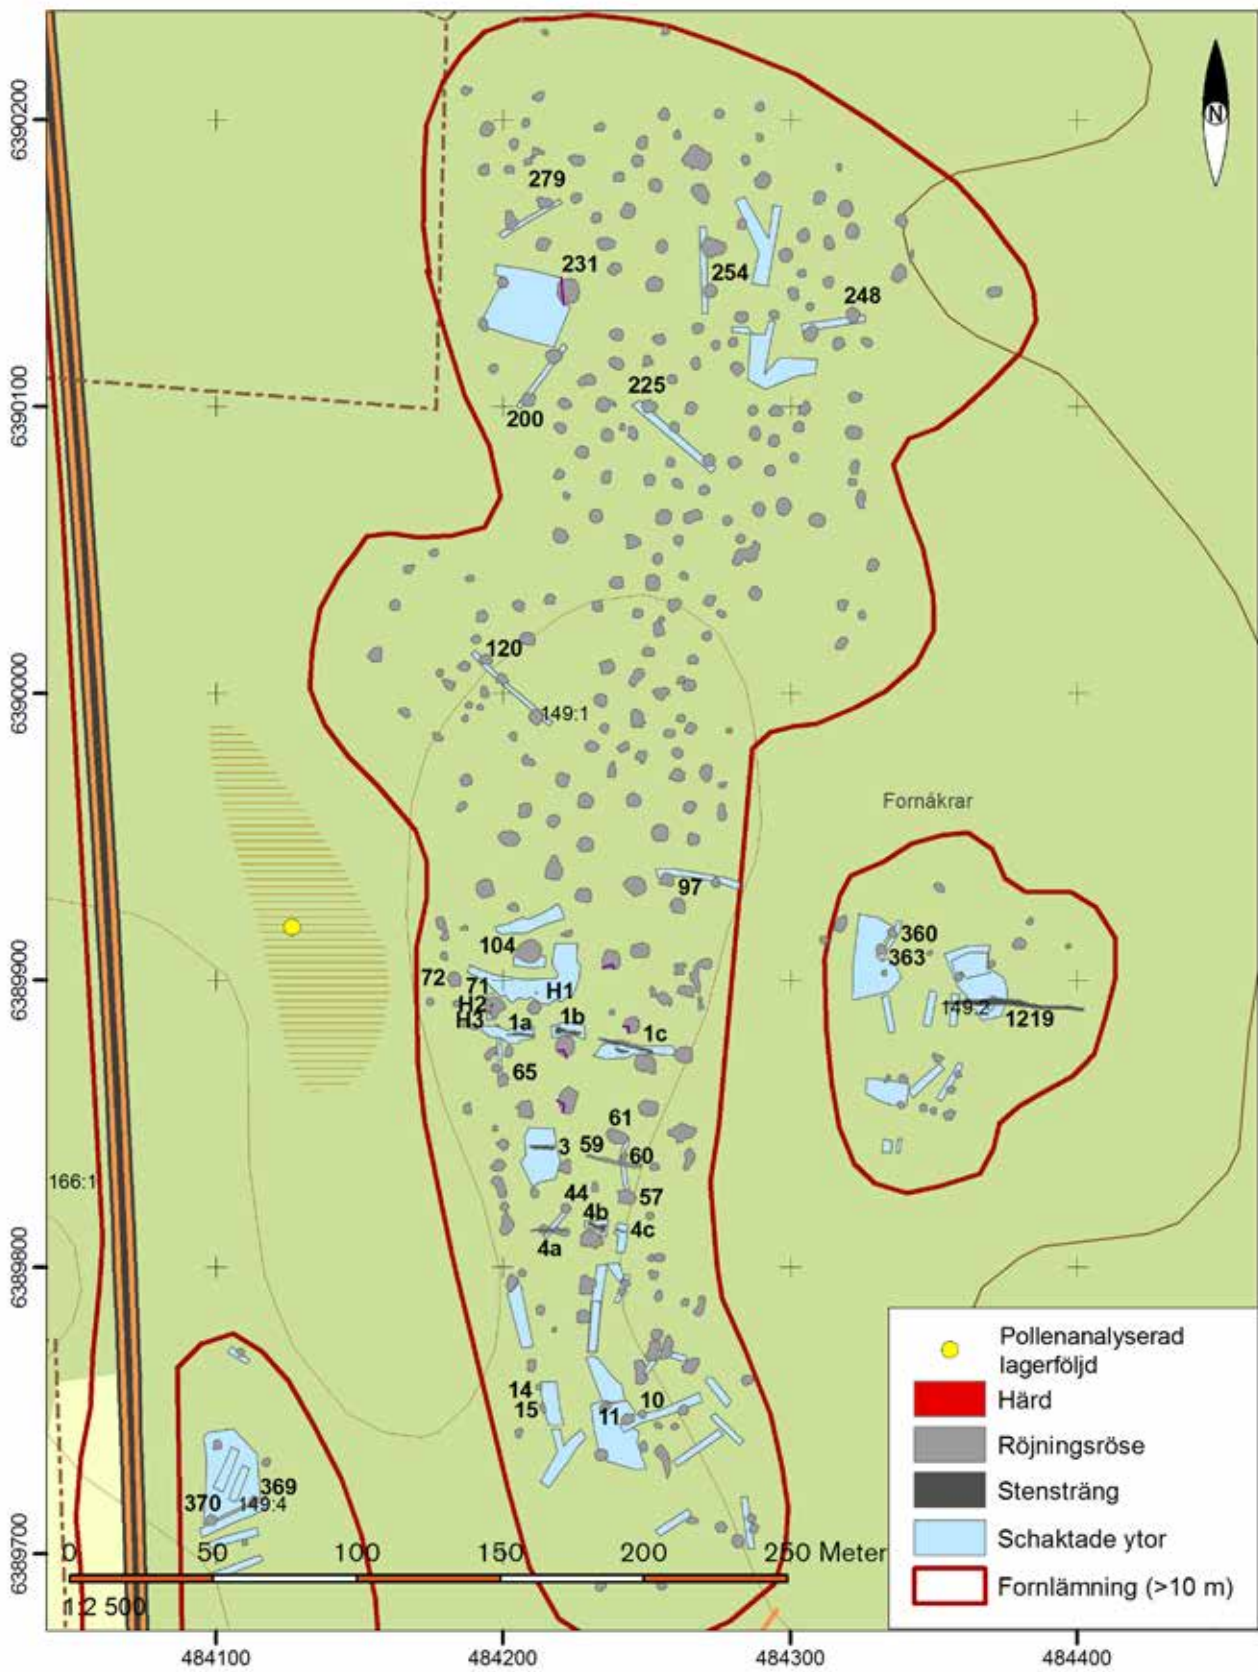 6390200
6390100
6390000
6389900
6389800
6389700
N
279
231
254
248
225
200
120
149:1
Fornåkrar
97
104
360
363
72
71
H1
H2
H3
1a
1b
1c
149:2
1219
65
61
3
59
60
44
57
4b
4c
4a
166:1
14
15
10
11
369
370
149:4
0 50 100 150 200 250 Meter
1:2 500
Pollenanalyserad
lagerföljd
Härd
Röjningsröse
Stensträng
Schaktade ytor
Fornlämning (>10 m)
484100 484200 484300 484400